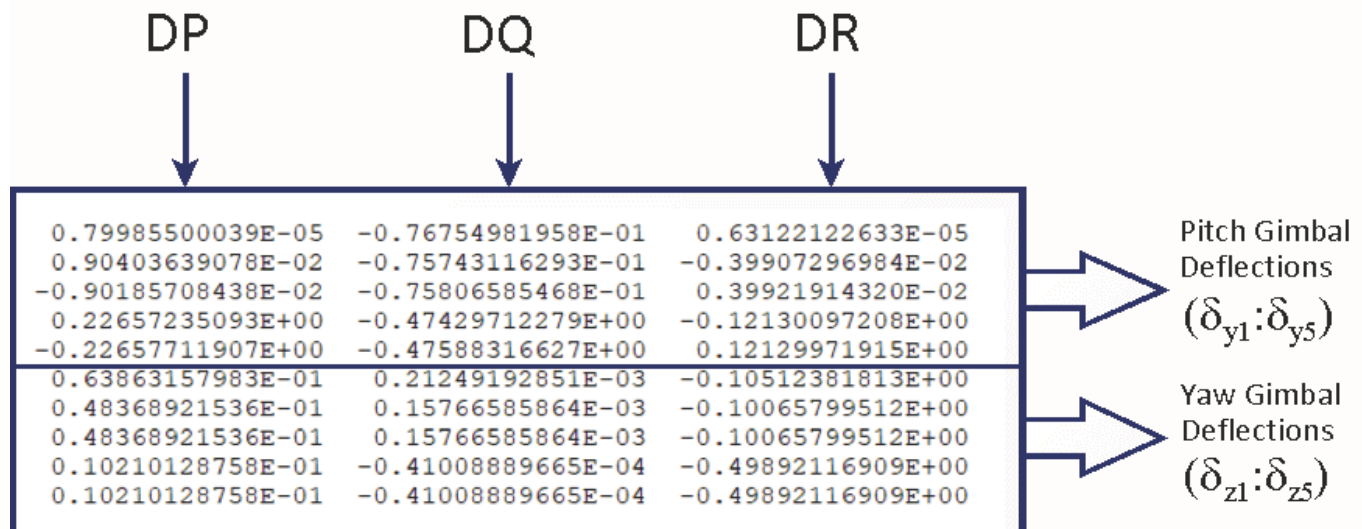 DP DQ DR
0.79985500039E-05 -0.76754981958E-01 0.63122122633E-05
0.90403639078E-02 -0.75743116293E-01 -0.39907296984E-02
-0.90185708438E-02 -0.75806585468E-01 0.39921914320E-02
0.22657235093E+00 -0.47429712279E+00 -0.12130097208E+00
-0.22657711907E+00 -0.47588316627E+00 0.12129971915E+00
0.63863157983E-01 0.21249192851E-03 -0.10512381813E+00
0.48368921536E-01 0.15766585864E-03 -0.10065799512E+00
0.48368921536E-01 0.15766585864E-03 -0.10065799512E+00
0.10210128758E-01 -0.41008889665E-04 -0.49892116909E+00
0.10210128758E-01 -0.41008889665E-04 -0.49892116909E+00
Pitch Gimbal
Deflections
(δy1:δy5)
Yaw Gimbal
Deflections
(δz1:δz5)